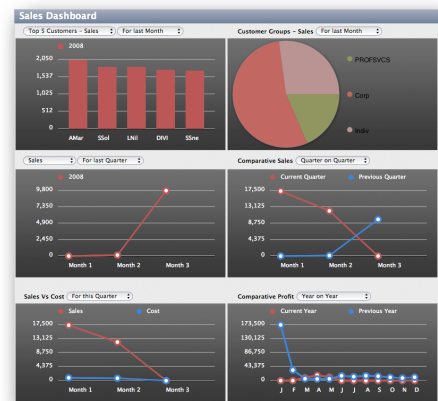 Sales Dashboard
Top 5 Customers - Sales For last Month
Customer Groups - Sales For last Month
2008
2,050
1,537
1,025
512
0
AMar SSol LNil DIVI SSne
PROFSVCS
Corp
Indiv
Sales For last Quarter
Comparative Sales Quarter on Quarter
2008
9,800
7,350
4,900
2,450
0
Month 1 Month 2 Month 3
Current Quarter Previous Quarter
17,500
13,125
8,750
4,375
0
Month 1 Month 2 Month 3
Sales Vs Cost For this Quarter
Comparative Profit Year on Year
Sales Cost
17,500
13,125
8,750
4,375
0
Month 1 Month 2 Month 3
Current Year Previous Year
173,500
130,125
86,750
43,375
0
J F M A M J J A S O N D